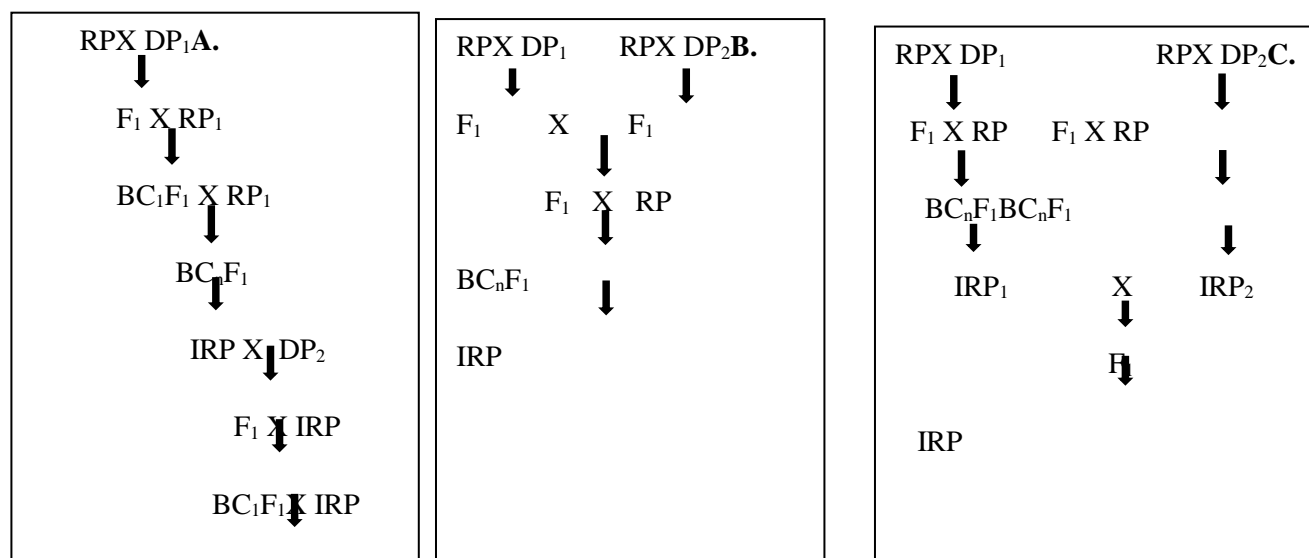 RPX DP₁A.
F₁ X RP₁
BC₁F₁ X RP₁
BCₙF₁
IRP X DP₂
F₁ X IRP
BC₁F₁X IRP
RPX DP₁ RPX DP₂B.
F₁ X F₁
F₁ X RP
BCₙF₁
IRP
RPX DP₁ RPX DP₂C.
F₁ X RP F₁ X RP
BCₙF₁BCₙF₁
IRP₁ X IRP₂
F₁
IRP